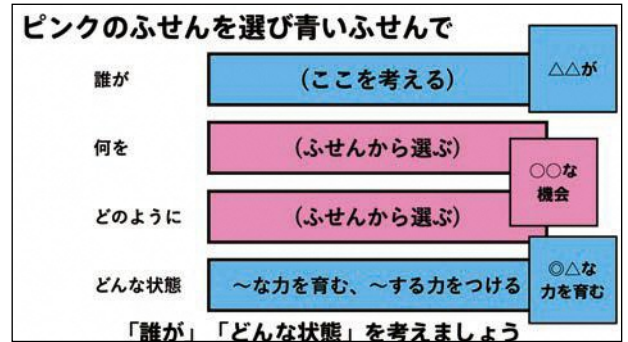 ピンクのふせんを選び青いふせんで
誰が
(ここを考える)
△△が
何を
(ふせんから選ぶ)
○○な
機会
どのように
(ふせんから選ぶ)
どんな状態
～な力を育む、～する力をつける
◎△な
力を育む
「誰が」「どんな状態」を考えましょう